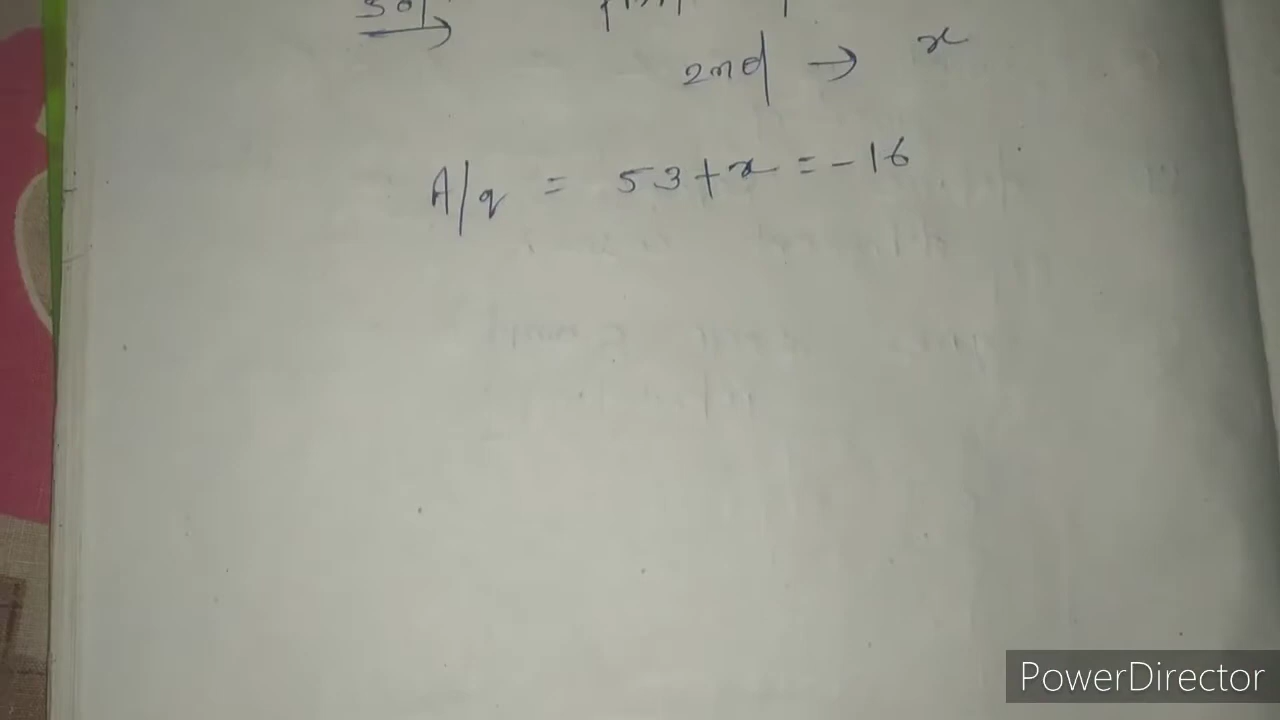 2nd → x
A/q = 53+x = -16
PowerDirector